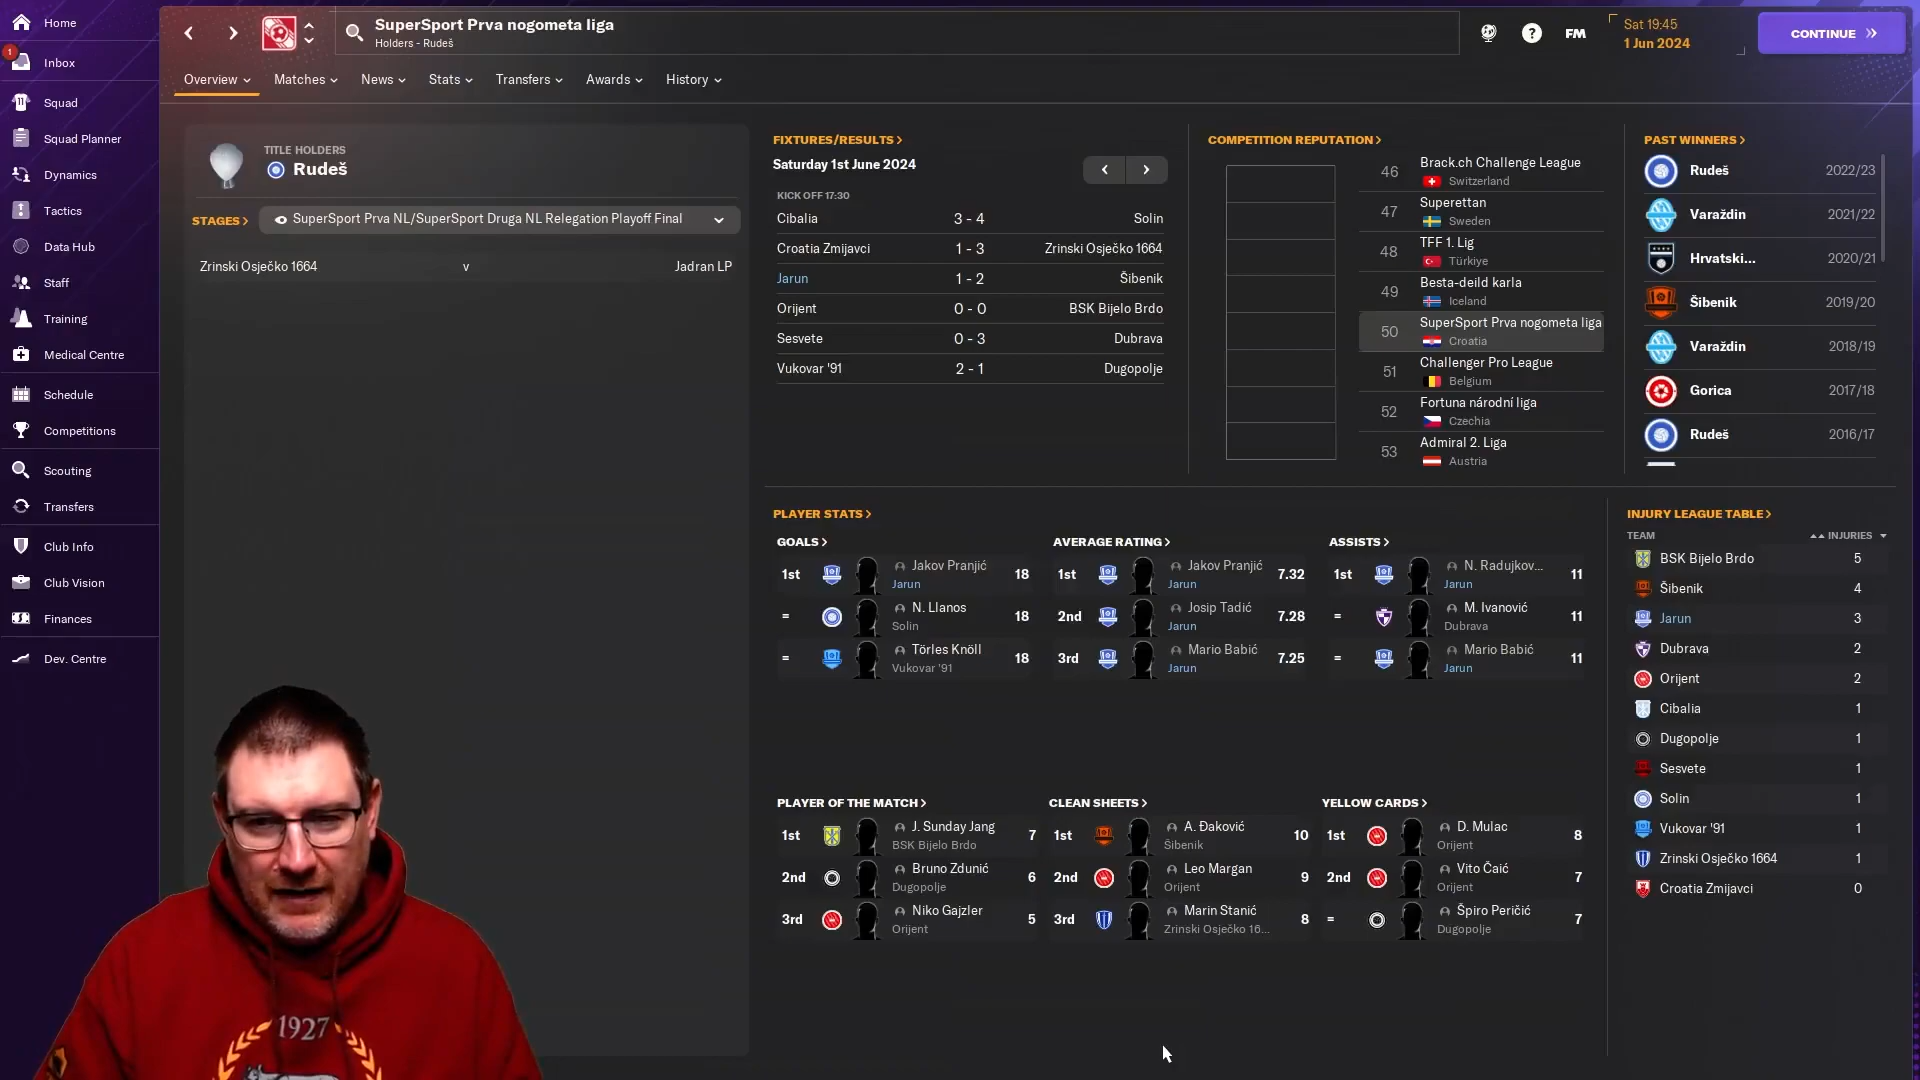 Home
1
Inbox
Squad
Squad Planner
Dynamics
Tactics
Data Hub
Staff
Training
Medical Centre
Schedule
Competitions
Scouting
Transfers
Club Info
Club Vision
Finances
Dev. Centre
SuperSport Prva nogometa liga
Holders - Rudeš
FM
Sat 19:45
1 Jun 2024
CONTINUE
Overview Matches News Stats Transfers Awards History
TITLE HOLDERS
Rudeš
STAGES
SuperSport Prva NL/SuperSport Druga NL Relegation Playoff Final
Zrinski Osječko 1664 v Jadran LP
FIXTURES/RESULTS
Saturday 1st June 2024
KICK OFF 17:30
Cibalia 3 - 4 Solin
Croatia Zmijavci 1 - 3 Zrinski Osječko 1664
Jarun 1 - 2 Šibenik
Orijent 0 - 0 BSK Bijelo Brdo
Sesvete 0 - 3 Dubrava
Vukovar '91 2 - 1 Dugopolje
COMPETITION REPUTATION
46 Brack.ch Challenge League
Switzerland
47 Superettan
Sweden
48 TFF 1. Lig
Türkiye
49 Besta-deild karla
Iceland
50 SuperSport Prva nogometa liga
Croatia
51 Challenger Pro League
Belgium
52 Fortuna národní liga
Czechia
53 Admiral 2. Liga
Austria
PAST WINNERS
Rudeš 2022/23
Varaždin 2021/22
Hrvatski... 2020/21
Šibenik 2019/20
Varaždin 2018/19
Gorica 2017/18
Rudeš 2016/17
PLAYER STATS
GOALS
1st Jakov Pranjić 18
Jarun
= N. Llanos 18
Solin
= Törles Knöll 18
Vukovar '91
AVERAGE RATING
1st Jakov Pranjić 7.32
Jarun
2nd Josip Tadić 7.28
Jarun
3rd Mario Babić 7.25
Jarun
ASSISTS
1st N. Radujkov... 11
Jarun
= M. Ivanović 11
Dubrava
= Mario Babić 11
Jarun
PLAYER OF THE MATCH
1st J. Sunday Jang 7
BSK Bijelo Brdo
2nd Bruno Zdunić 6
Dugopolje
3rd Niko Gajzler 5
Orijent
CLEAN SHEETS
1st A. Đaković 10
Šibenik
2nd Leo Margan 9
Orijent
3rd Marin Stanić 8
Zrinski Osječko 16...
YELLOW CARDS
1st D. Mulac 8
Orijent
2nd Vito Čaić 7
Orijent
= Špiro Peričić 7
Dugopolje
INJURY LEAGUE TABLE
TEAM INJURIES
BSK Bijelo Brdo 5
Šibenik 4
Jarun 3
Dubrava 2
Orijent 2
Cibalia 1
Dugopolje 1
Sesvete 1
Solin 1
Vukovar '91 1
Zrinski Osječko 1664 1
Croatia Zmijavci 0
1927